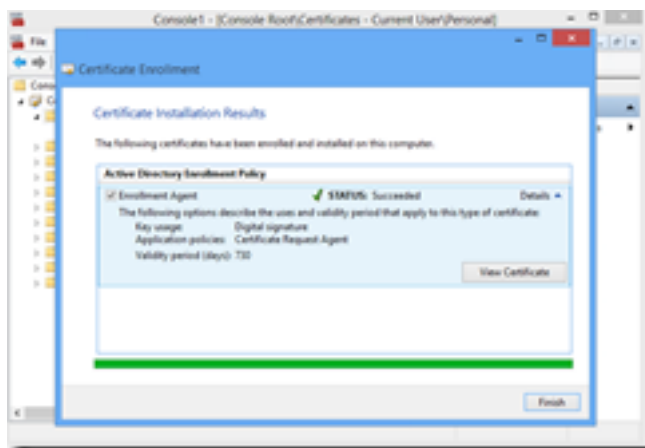 Console1 - [Console Root\Certificates - Current User\Personal]
File
Certificate Enrollment
Certificate Installation Results
The following certificates have been enrolled and installed on this computer.
Active Directory Enrollment Policy
Enrollment Agent STATUS: Succeeded Details
The following options describe the uses and validity period that apply to this type of certificate:
Key usage: Digital signature
Application policies: Certificate Request Agent
Validity period (days): 730
View Certificate
Finish